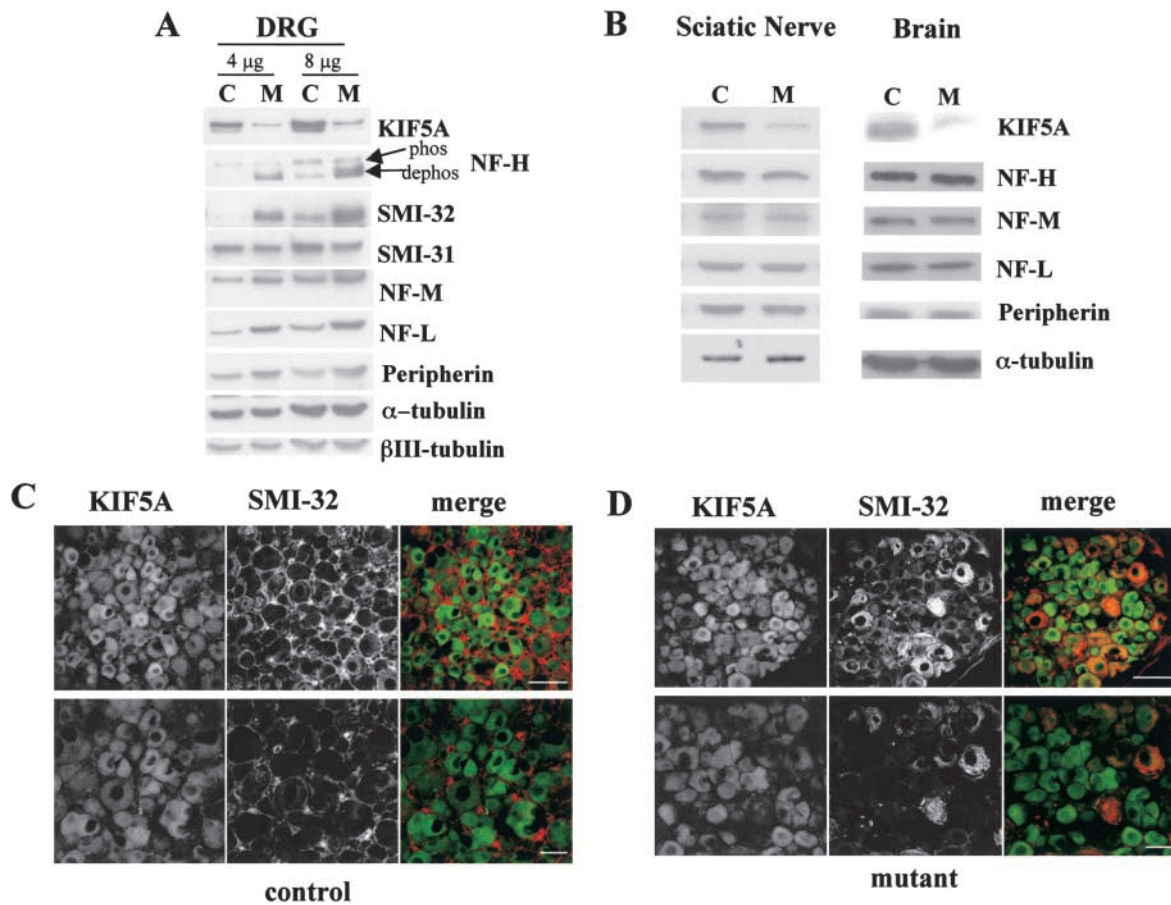 A
DRG
4 µg 8 µg
C M C M
KIF5A
phos
dephos
NF-H
SMI-32
SMI-31
NF-M
NF-L
Peripherin
α–tubulin
βIII-tubulin
B
Sciatic Nerve Brain
C M C M
KIF5A
NF-H
NF-M
NF-L
Peripherin
α-tubulin
C
KIF5A SMI-32 merge
control
D
KIF5A SMI-32 merge
mutant